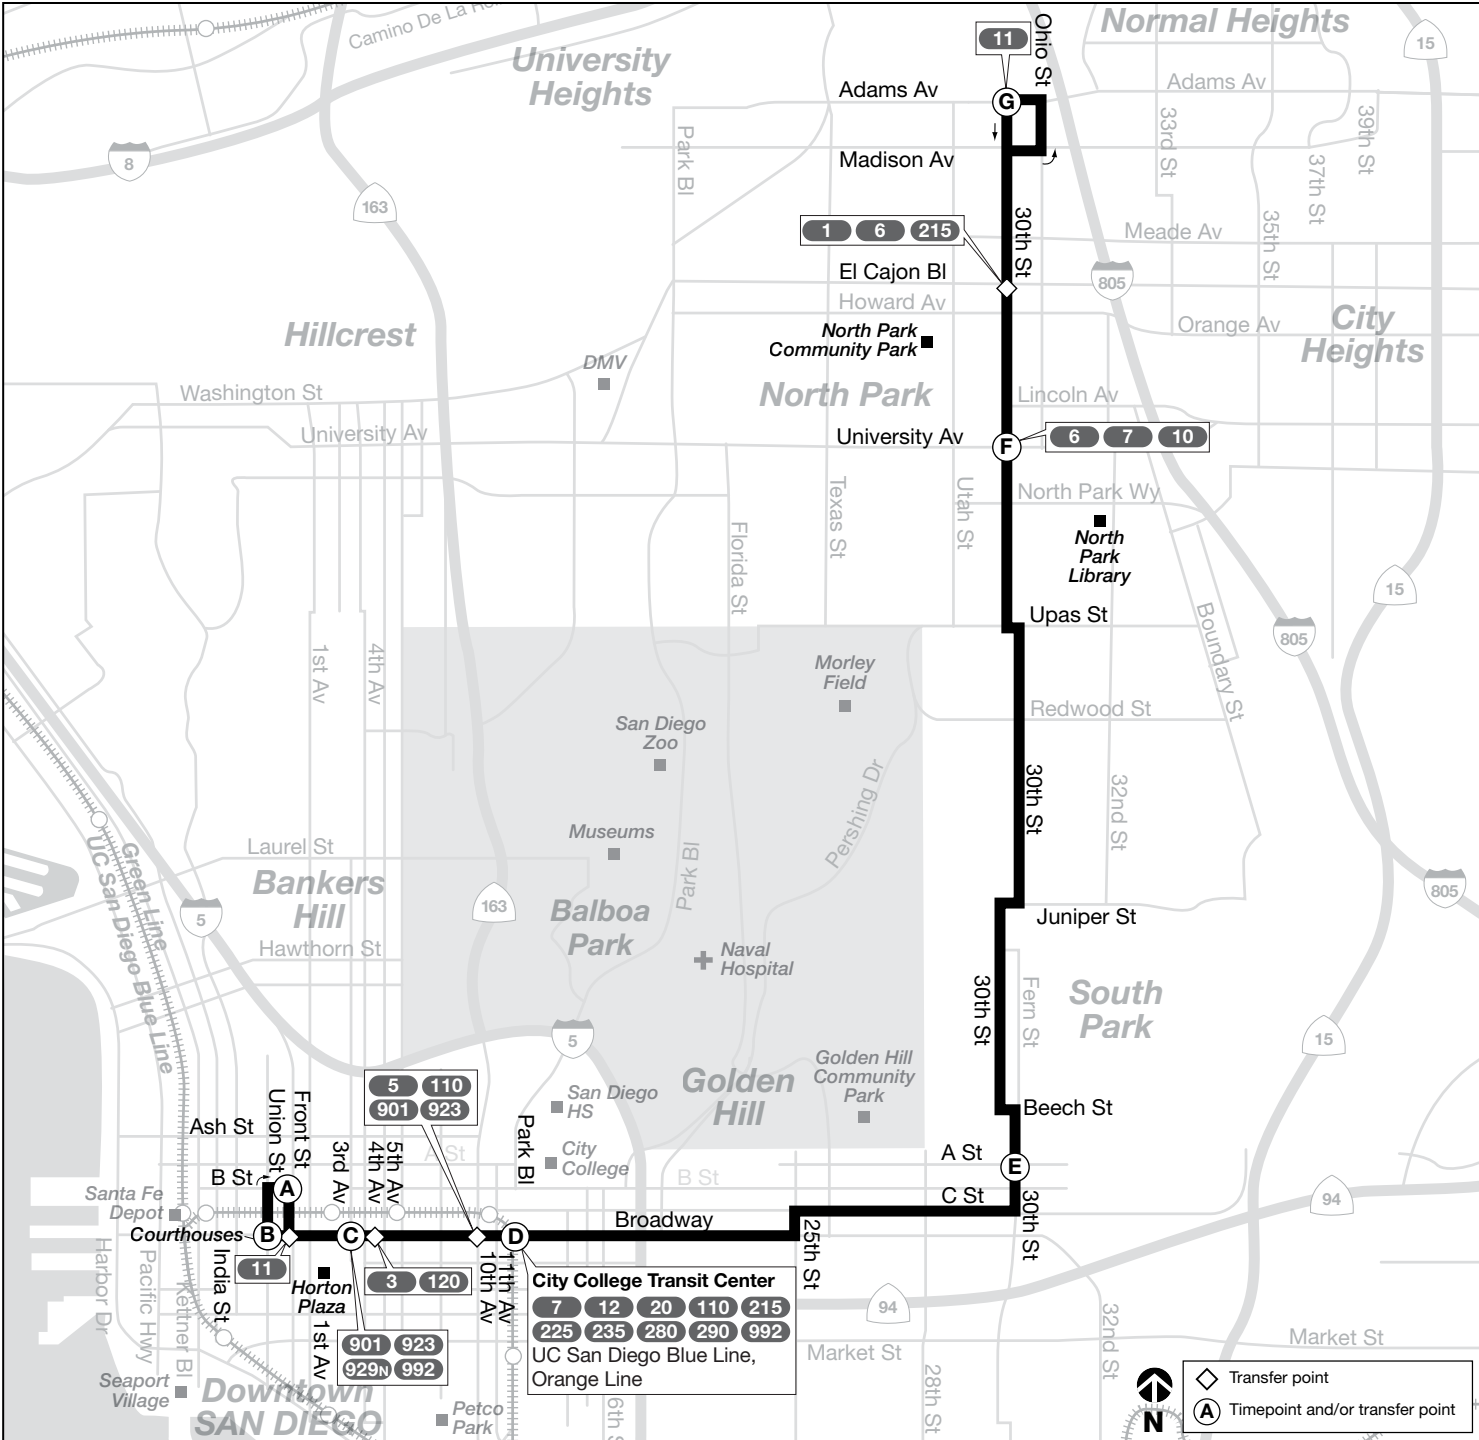 Camino De La
Normal Heights
University
Heights
11
Ohio St
15
Adams Av
Adams Av
8
Park Bl
Madison Av
33rd St
39th St
37th St
163
1 6 215
30th St
35th St
Meade Av
El Cajon Bl
805
Howard Av
Orange Av
City
Heights
Hillcrest
North Park
Community Park
DMV
Washington St
North Park
Lincoln Av
University Av
University Av
F
6 7 10
G
Texas St
Utah St
North Park Wy
Florida St
North
Park
Library
15
Boundary St
Upas St
805
1st Av
4th Av
Morley
Field
San Diego
Zoo
Redwood St
30th St
32nd St
Pershing Dr
Museums
Laurel St
Green Line
UC San Diego Blue Line
Bankers
Hill
Park Bl
163
805
5
Balboa
Park
Juniper St
Hawthorn St
Naval
Hospital
30th St
Fern St
South
Park
5
15
Golden Hill
Community
Park
Golden
Hill
5 110
901 923
San Diego
HS
Beech St
Ash St
Union St
Front St
3rd Av
4th Av
5th Av
A St
Park Bl
City
College
A St
E
B St
A
B St
C St
94
Santa Fe
Depot
Courthouses
B
C
D
Broadway
25th St
30th St
11
India St
Horton
Plaza
3 120
10th Av
11th Av
City College Transit Center
7 12 20 110 215
225 235 280 290 992
UC San Diego Blue Line,
Orange Line
94
Harbor Dr
Pacific Hwy
Kettner Bl
1st Av
901 923
929N 992
Market St
Market St
32nd St
28th St
Seaport
Village
Downtown
SAN DIEGO
Petco
Park
N
Transfer point
A
Timepoint and/or transfer point